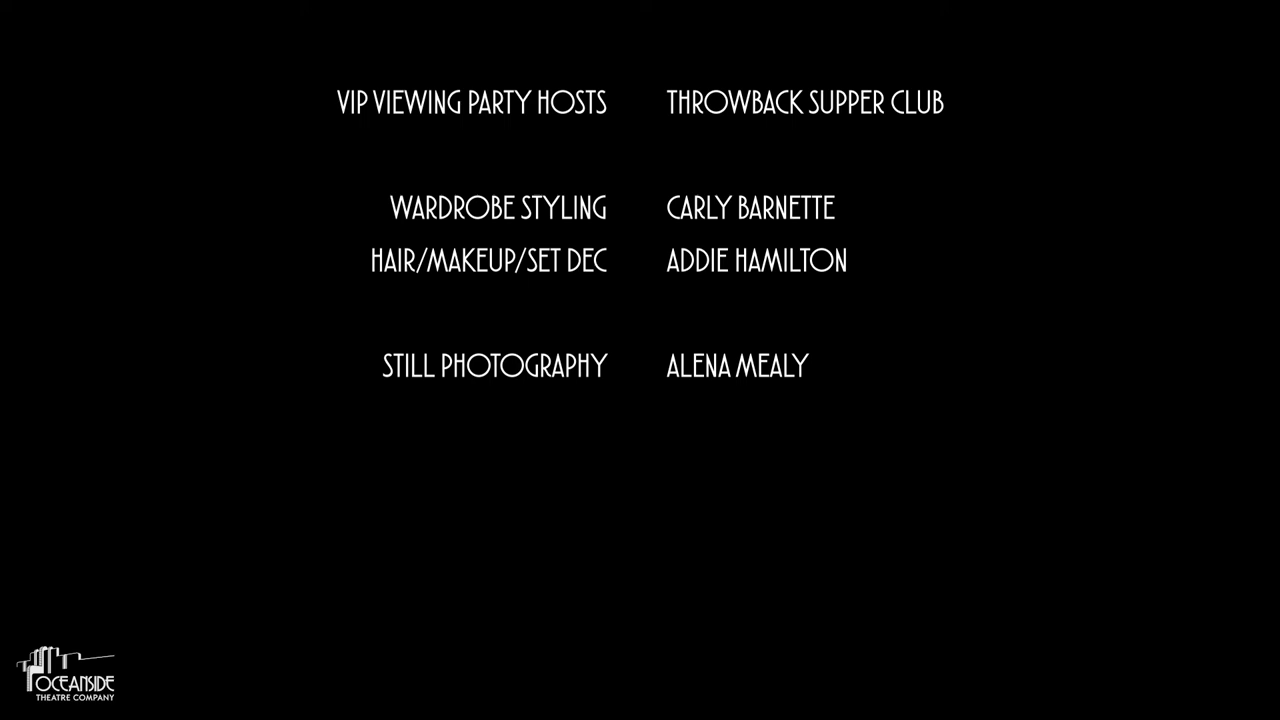 VIP VIEWING PARTY HOSTS THROWBACK SUPPER CLUB
WARDROBE STYLING CARLY BARNETTE
HAIR/MAKEUP/SET DEC ADDIE HAMILTON
STILL PHOTOGRAPHY ALENA MEALY
OCEANSIDE
THEATRE COMPANY